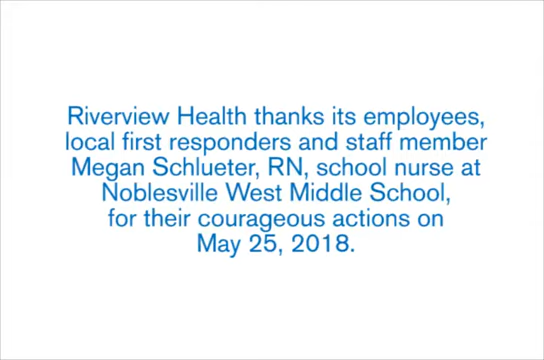 Riverview Health thanks its employees,
local first responders and staff member
Megan Schlueter, RN, school nurse at
Noblesville West Middle School,
for their courageous actions on
May 25, 2018.